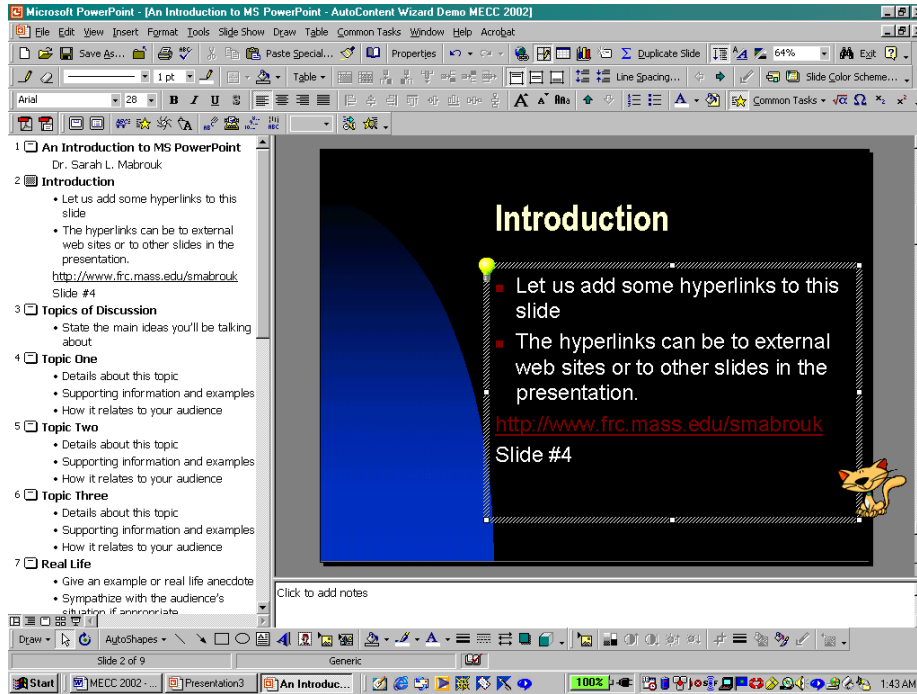 Microsoft PowerPoint - [An Introduction to MS PowerPoint - AutoContent Wizard Demo MECC 2002]
File Edit View Insert Format Tools Slide Show Draw Table Common Tasks Window Help Acrobat
Save As... Paste Special... Properties Duplicate Slide 64% Exit
1 pt Table Line Spacing... Slide Color Scheme...
Arial 28 B I U S Common Tasks
1 An Introduction to MS PowerPoint
Dr. Sarah L. Mabrouk
2 Introduction
• Let us add some hyperlinks to this
slide
• The hyperlinks can be to external
web sites or to other slides in the
presentation.
http://www.frc.mass.edu/smabrouk
Slide #4
3 Topics of Discussion
• State the main ideas you'll be talking
about
4 Topic One
• Details about this topic
• Supporting information and examples
• How it relates to your audience
5 Topic Two
• Details about this topic
• Supporting information and examples
• How it relates to your audience
6 Topic Three
• Details about this topic
• Supporting information and examples
• How it relates to your audience
7 Real Life
• Give an example or real life anecdote
• Sympathize with the audience's
situation if appropriate
Introduction
Let us add some hyperlinks to this
slide
The hyperlinks can be to external
web sites or to other slides in the
presentation.
http://www.frc.mass.edu/smabrouk
Slide #4
Click to add notes
Draw AutoShapes
Slide 2 of 9 Generic
Start MECC 2002 - ... Presentation3 An Introduc... 100% 1:43 AM